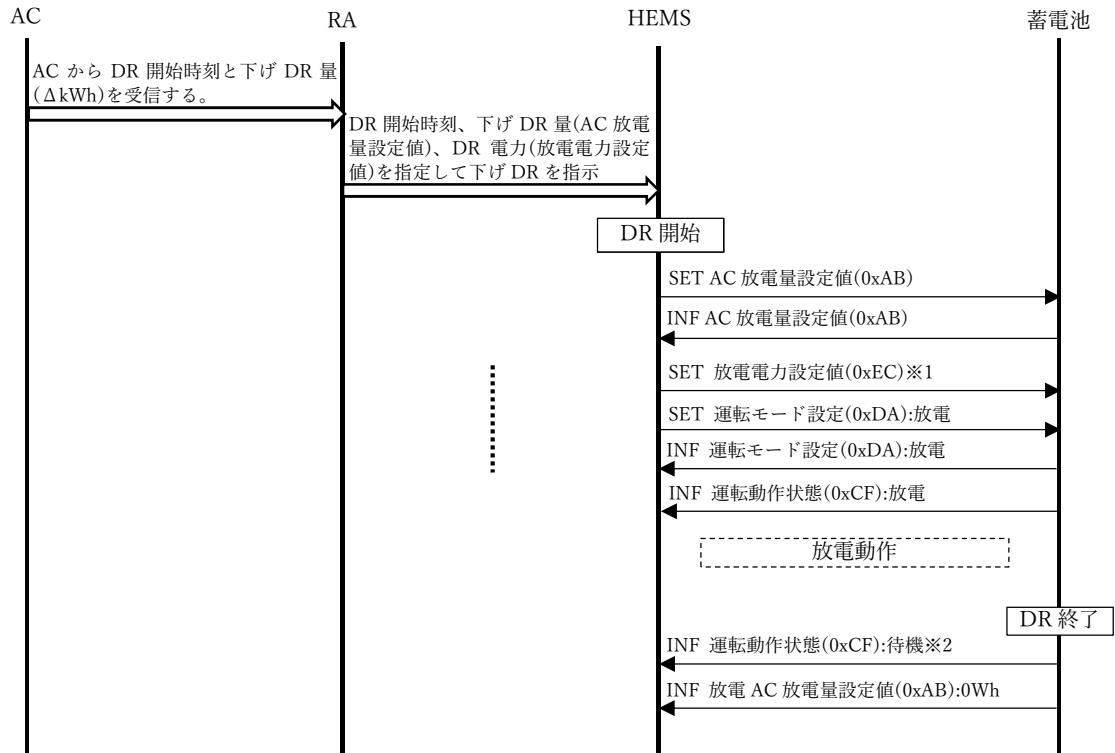 AC
RA
HEMS
蓄電池
AC から DR 開始時刻と下げ DR 量
(ΔkWh)を受信する。
DR 開始時刻、下げ DR 量(AC 放電
量設定値)、DR 電力(放電電力設定
値)を指定して下げ DR を指示
DR 開始
SET AC 放電量設定値(0xAB)
INF AC 放電量設定値(0xAB)
SET 放電電力設定値(0xEC)※1
SET 運転モード設定(0xDA):放電
INF 運転モード設定(0xDA):放電
INF 運転動作状態(0xCF):放電
放電動作
DR 終了
INF 運転動作状態(0xCF):待機※2
INF 放電 AC 放電量設定値(0xAB):0Wh